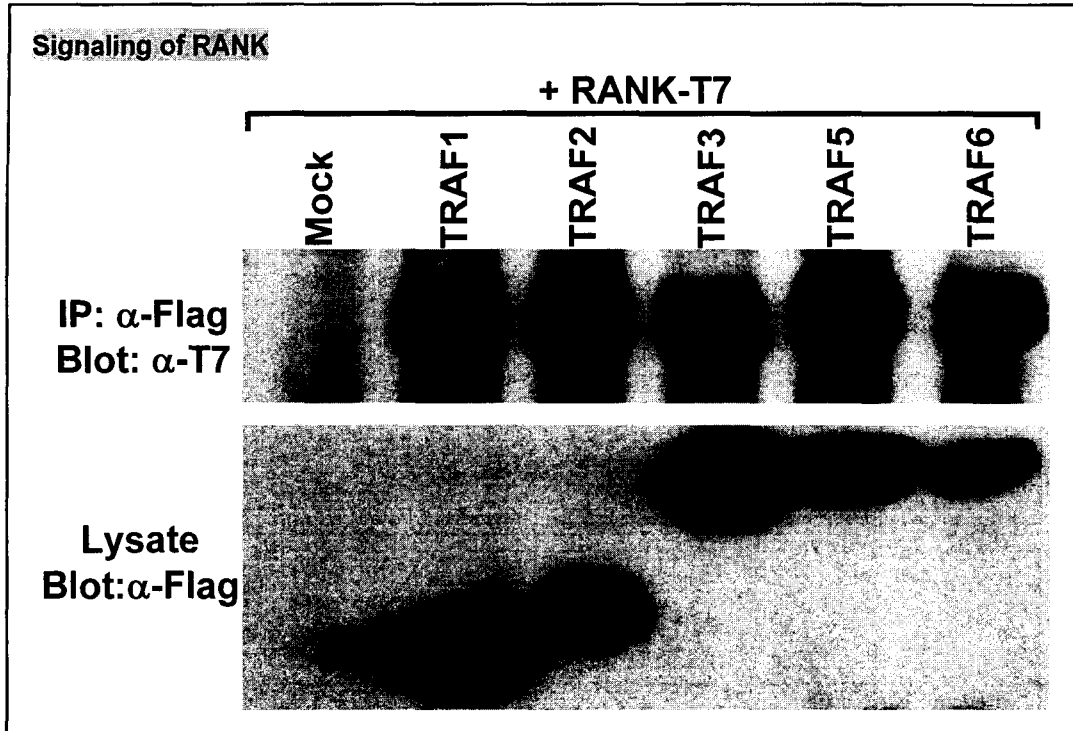 Signaling of RANK
+ RANK-T7
Mock
TRAF1
TRAF2
TRAF3
TRAF5
TRAF6
IP: α-Flag
Blot: α-T7
Lysate
Blot:α-Flag